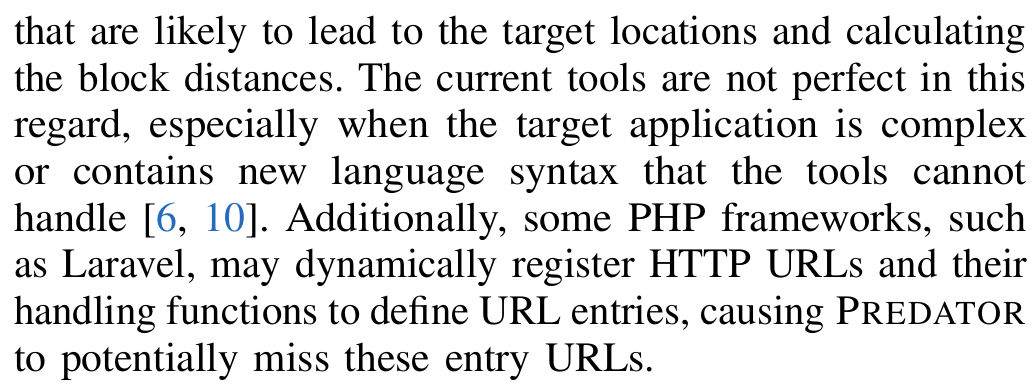 that are likely to lead to the target locations and calculating
the block distances. The current tools are not perfect in this
regard, especially when the target application is complex
or contains new language syntax that the tools cannot
handle [6, 10]. Additionally, some PHP frameworks, such
as Laravel, may dynamically register HTTP URLs and their
handling functions to define URL entries, causing PREDATOR
to potentially miss these entry URLs.